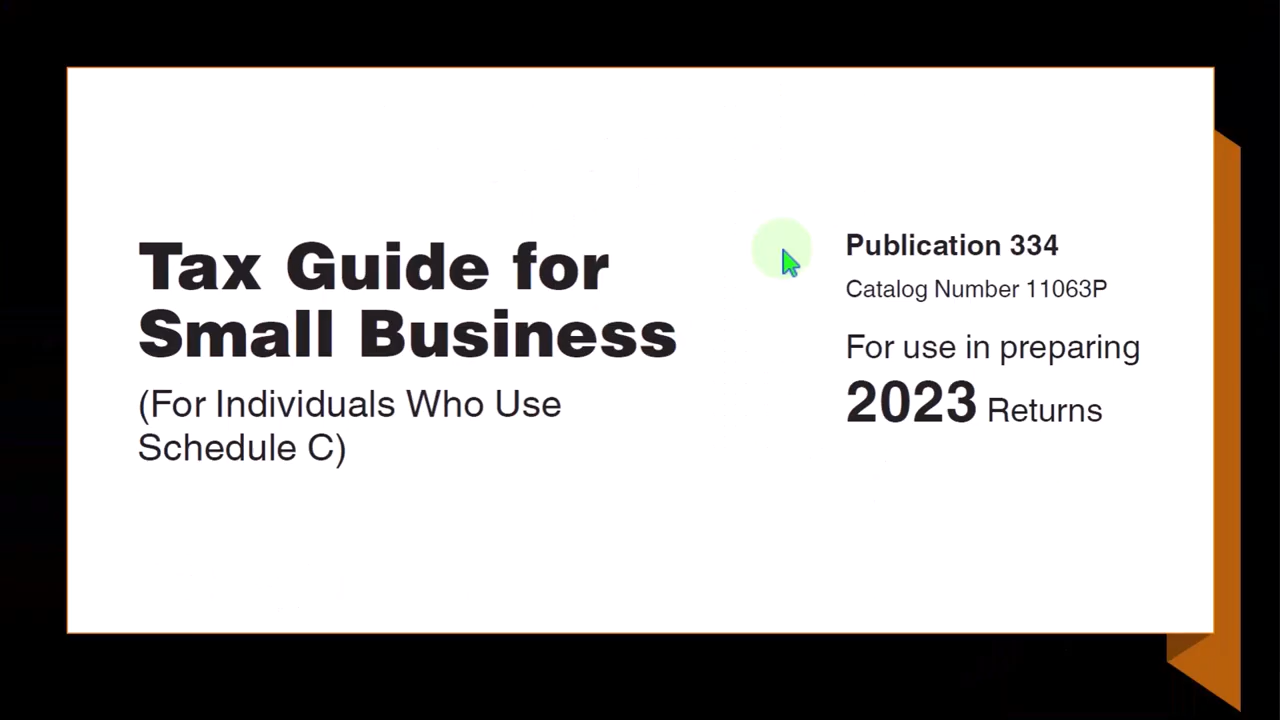 Tax Guide for
Small Business
(For Individuals Who Use
Schedule C)
Publication 334
Catalog Number 11063P
For use in preparing
2023 Returns